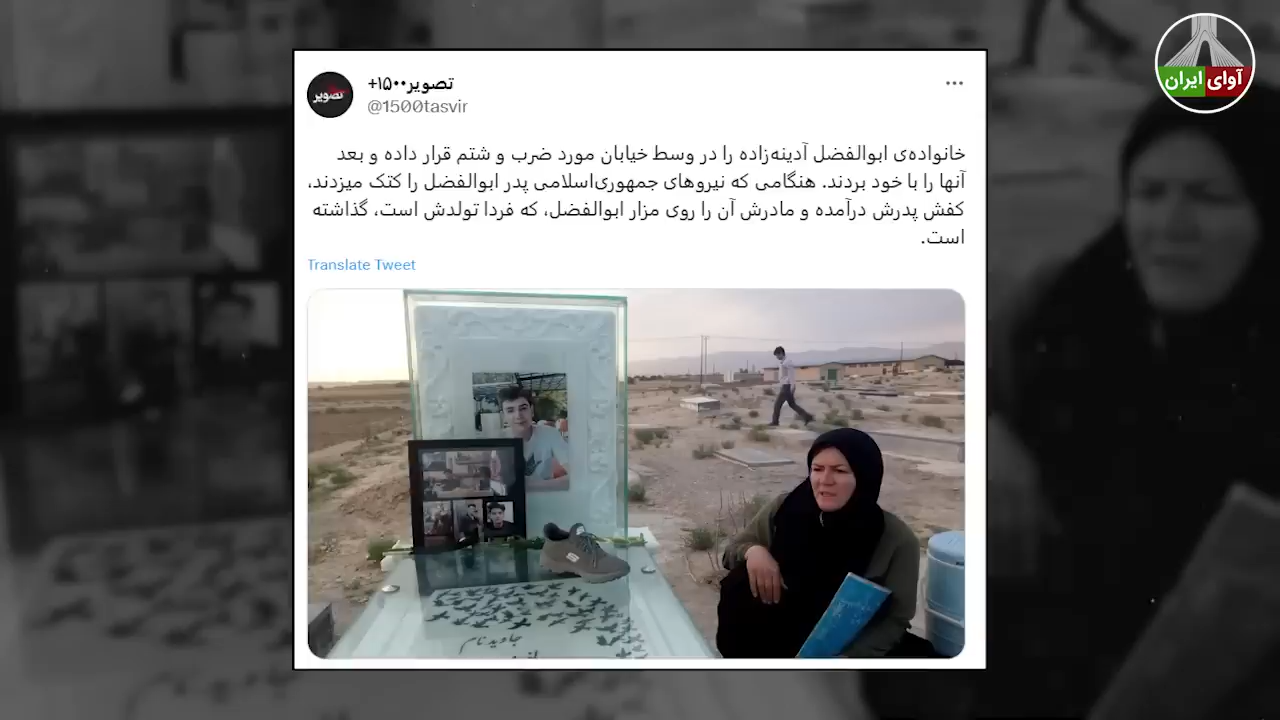 آوای ایران
تصویر۱۵۰۰+
@1500tasvir
خانواده‌ی ابوالفضل آدینه‌زاده را در وسط خیابان مورد ضرب و شتم قرار داده و بعد
آنها را با خود بردند. هنگامی که نیروهای جمهوری‌اسلامی پدر ابوالفضل را کتک میزدند،
کفش پدرش درآمده و مادرش آن را روی مزار ابوالفضل، که فردا تولدش است، گذاشته
است.
Translate Tweet
تصویر
جاویدنام